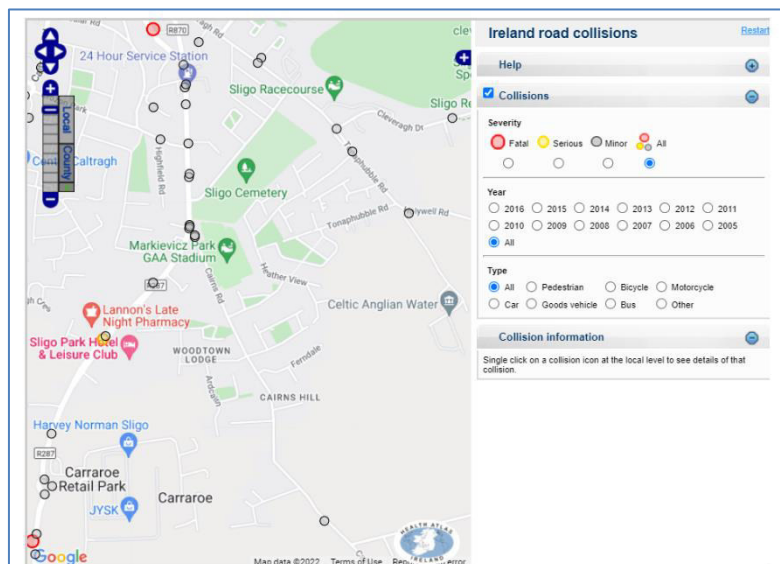 R870
24 Hour Service Station
Sligo Racecourse
Cleveragh Dr
Local
County
Highfield Rd
Sligo Cemetery
Tonaphubble Rd
Tonaphubble Rd
Holywell Rd
Markievicz Park
GAA Stadium
Cairns Rd
Heather View
Celtic Anglian Water
Lannon's Late
Night Pharmacy
Sligo Park Hotel
& Leisure Club
WOODTOWN
LODGE
Ardcairn
Ferndale
CAIRNS HILL
Harvey Norman Sligo
R287
Carraroe
Retail Park
JYSK
Carraroe
Google
Map data ©2022
Terms of Use
HEALTH ATLAS
IRELAND
Ireland road collisions
Restart
Help
Collisions
Severity
Fatal Serious Minor All
Year
2016 2015 2014 2013 2012 2011
2010 2009 2008 2007 2006 2005
All
Type
All Pedestrian Bicycle Motorcycle
Car Goods vehicle Bus Other
Collision information
Single click on a collision icon at the local level to see details of that
collision.